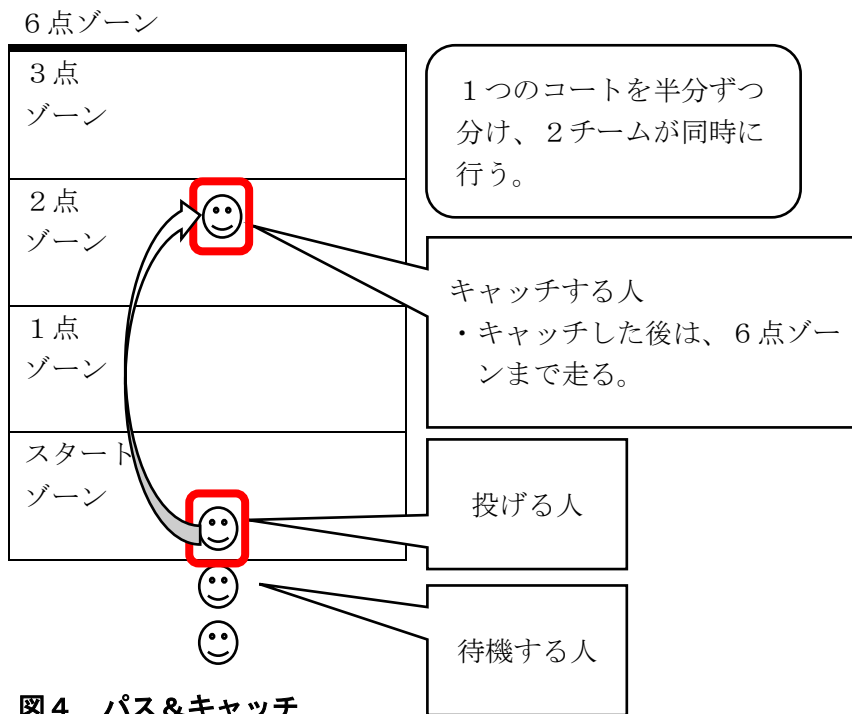 ６点ゾーン
３点
ゾーン
１つのコートを半分ずつ
分け、２チームが同時に
行う。
２点
ゾーン
キャッチする人
・キャッチした後は、６点ゾー
ンまで走る。
１点
ゾーン
スタート
ゾーン
投げる人
待機する人
図４　パス＆キャッチ